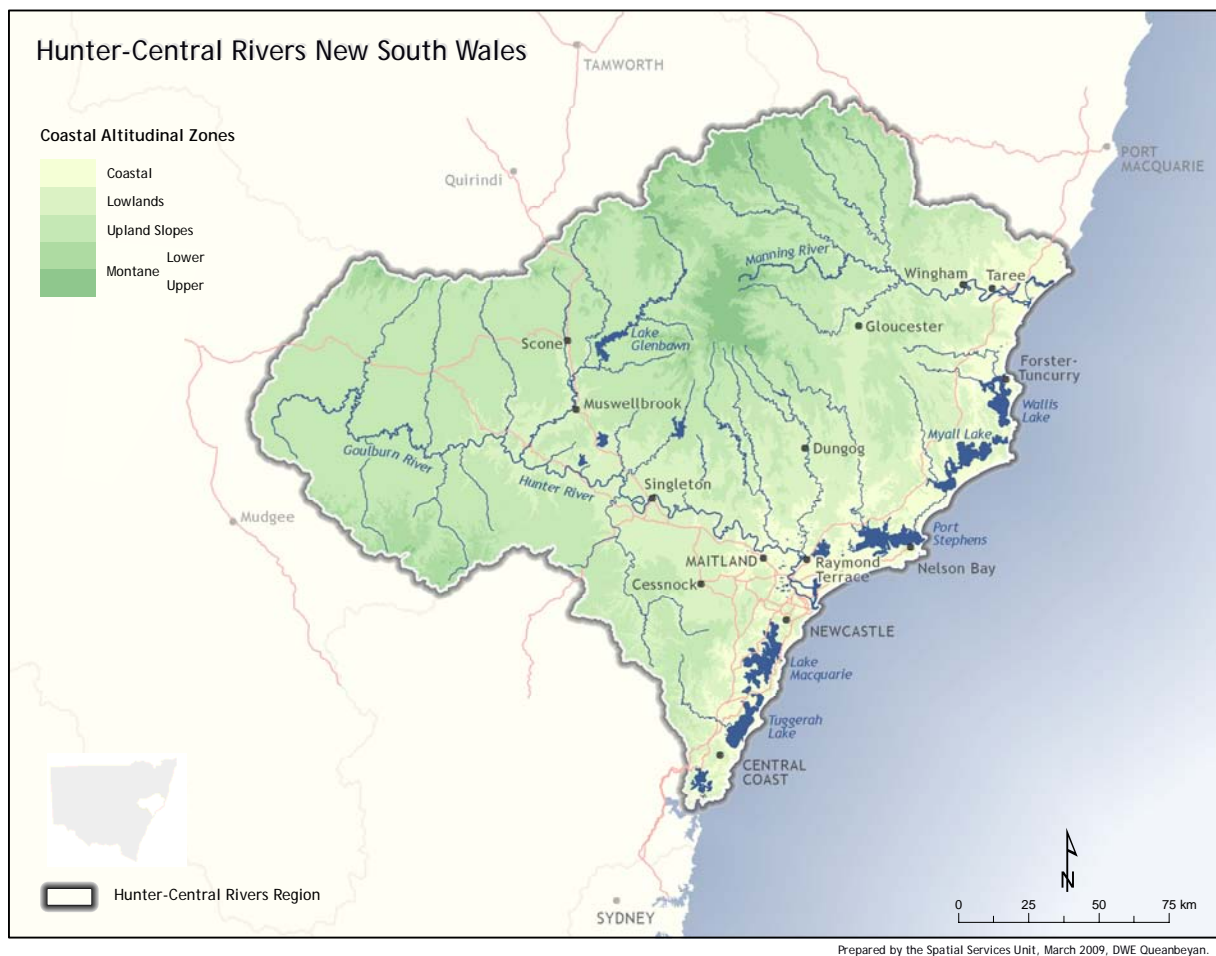 Hunter-Central Rivers New South Wales
TAMWORTH
Coastal Altitudinal Zones
Coastal
Lowlands
Upland Slopes
Lower
Montane
Upper
PORT
MACQUARIE
Quirindi
Manning River
Wingham
Taree
Gloucester
Lake
Glenbawn
Scone
Forster-
Tuncurry
Wallis
Lake
Muswellbrook
Myall Lake
Dungog
Goulburn River
Hunter River
Singleton
Mudgee
Port
Stephens
MAITLAND
Raymond
Terrace
Nelson Bay
Cessnock
NEWCASTLE
Lake
Macquarie
Tuggerah
Lake
CENTRAL
COAST
Hunter-Central Rivers Region
SYDNEY
N
0 25 50 75 km
Prepared by the Spatial Services Unit, March 2009, DWE Queanbeyan.